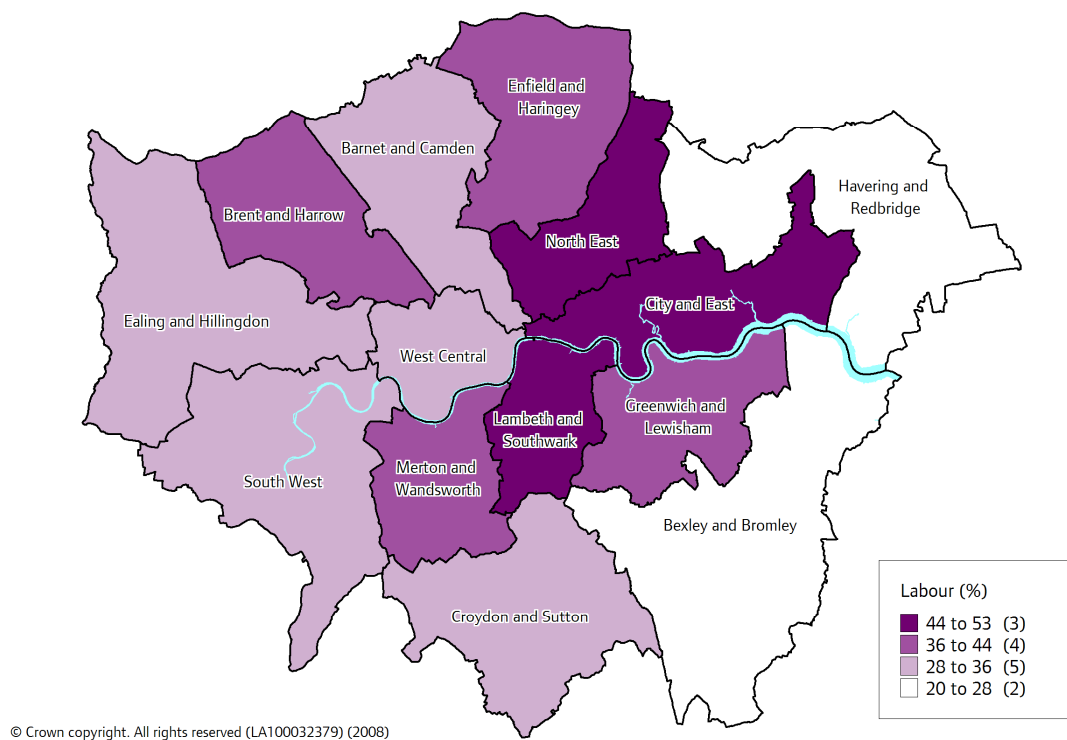 Enfield and
Haringey
Barnet and Camden
Havering and
Redbridge
Brent and Harrow
North East
City and East
Ealing and Hillingdon
West Central
Greenwich and
Lewisham
Lambeth and
Southwark
Merton and
Wandsworth
South West
Bexley and Bromley
Croydon and Sutton
Labour (%)
44 to 53 (3)
36 to 44 (4)
28 to 36 (5)
20 to 28 (2)
© Crown copyright. All rights reserved (LA100032379) (2008)